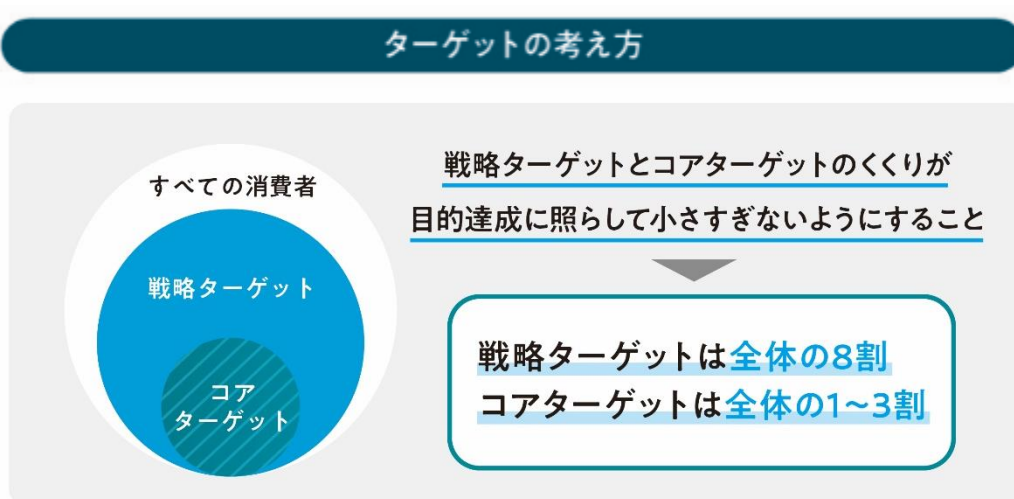 ターゲットの考え方
すべての消費者
戦略ターゲット
コア
ターゲット
戦略ターゲットとコアターゲットのくくりが
目的達成に照らして小さすぎないようにすること
戦略ターゲットは全体の8割
コアターゲットは全体の1~3割